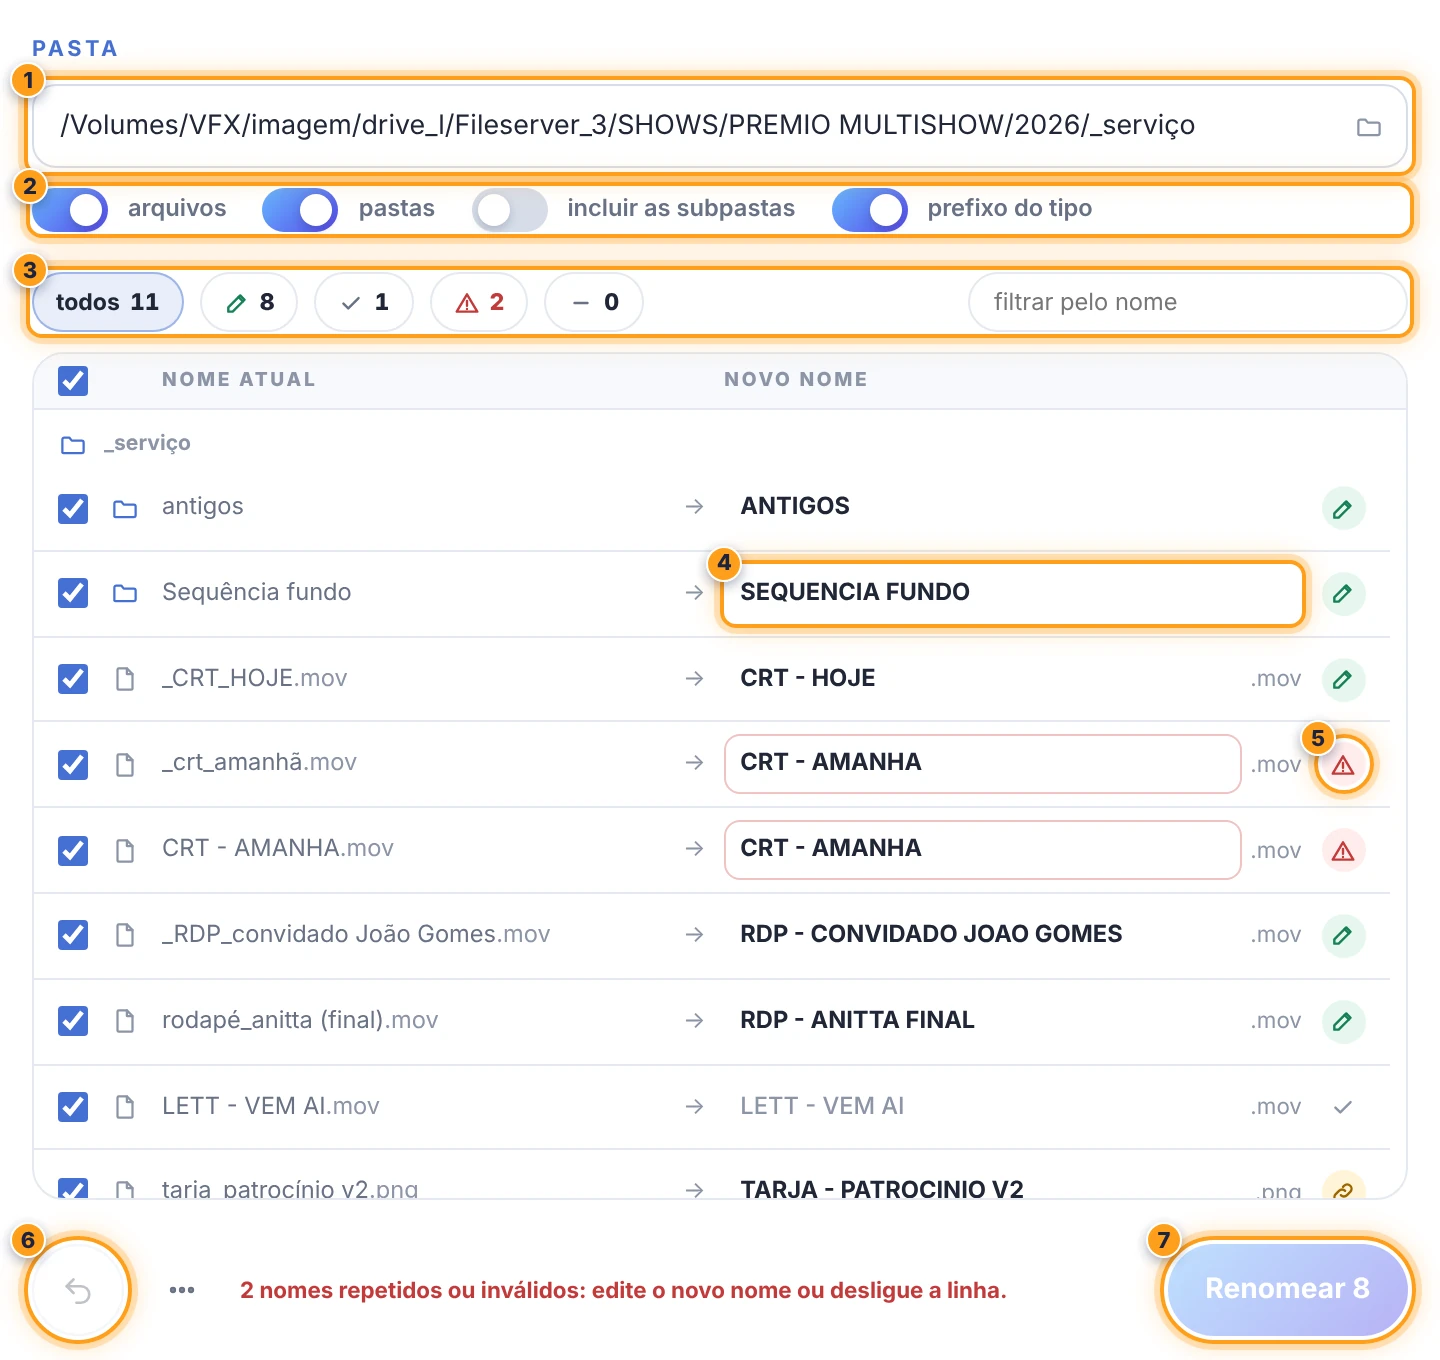 PASTA
1
/Volumes/VFX/imagem/drive_I/Fileserver_3/SHOWS/PREMIO MULTISHOW/2026/_serviço
2
arquivos pastas incluir as subpastas prefixo do tipo
3
todos 11 8 1 2 0 filtrar pelo nome
NOME ATUAL NOVO NOME
_serviço
antigos → ANTIGOS
4
Sequência fundo → SEQUENCIA FUNDO
_CRT_HOJE.mov → CRT - HOJE .mov
5
_crt_amanhã.mov → CRT - AMANHA .mov
CRT - AMANHA.mov → CRT - AMANHA .mov
_RDP_convidado João Gomes.mov → RDP - CONVIDADO JOAO GOMES .mov
rodapé_anitta (final).mov → RDP - ANITTA FINAL .mov
LETT - VEM AI.mov → LETT - VEM AI .mov
tarja_patrocínio v2.png → TARJA - PATROCINIO V2 .png
6 7
••• 2 nomes repetidos ou inválidos: edite o novo nome ou desligue a linha. Renomear 8